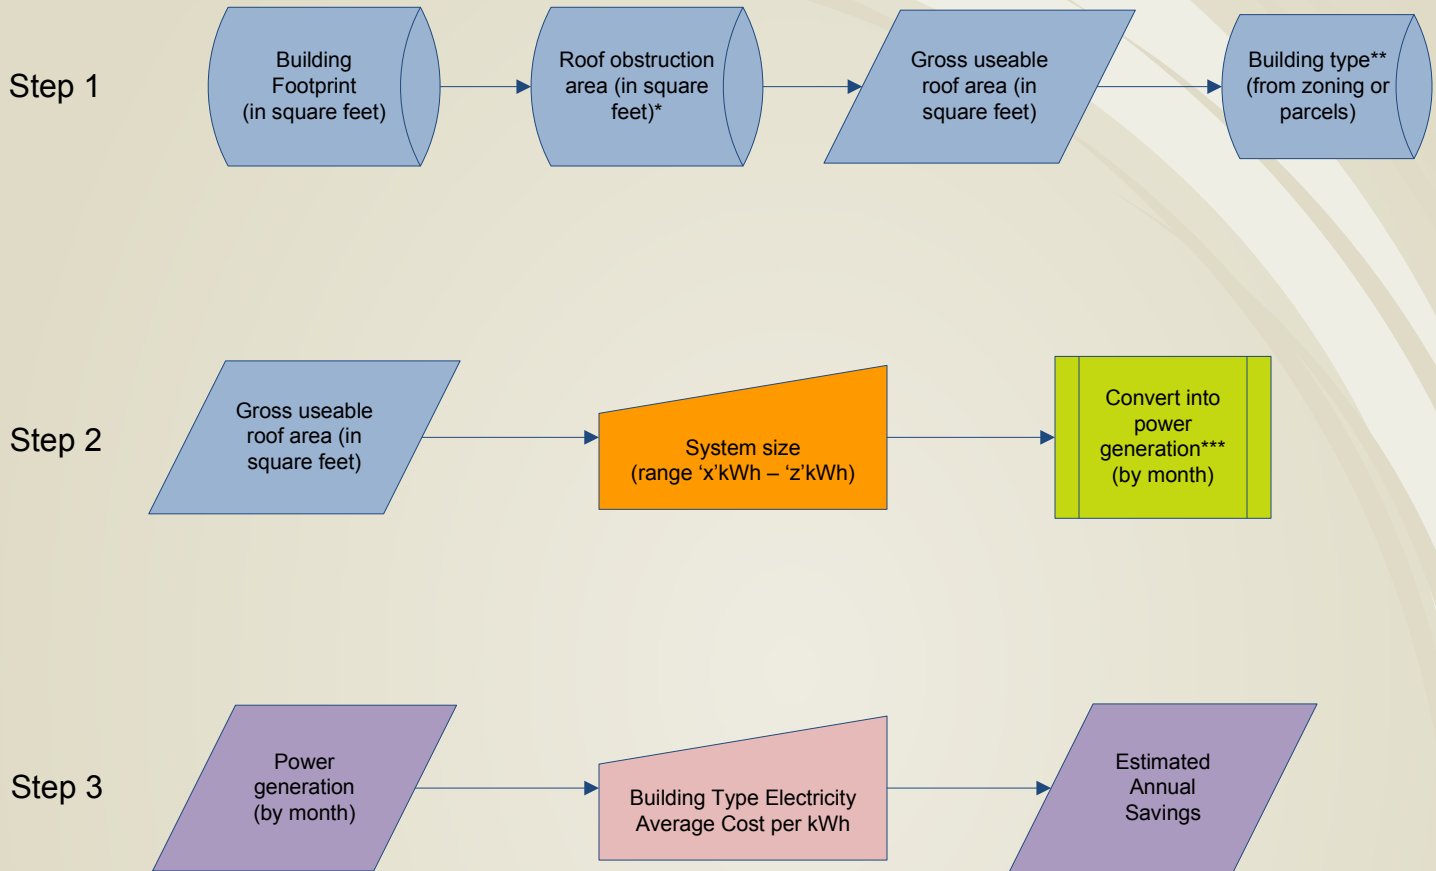 Step 1
Building
Footprint
(in square feet)
Roof obstruction
area (in square
feet)*
Gross useable
roof area (in
square feet)
Building type**
(from zoning or
parcels)
Step 2
Gross useable
roof area (in
square feet)
System size
(range ‘x’kWh – ‘z’kWh)
Convert into
power
generation***
(by month)
Step 3
Power
generation
(by month)
Building Type Electricity
Average Cost per kWh
Estimated
Annual
Savings